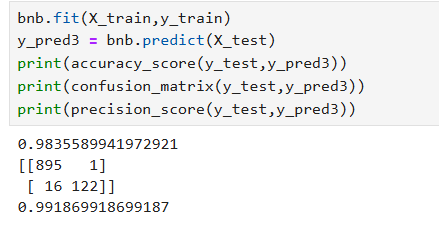 bnb.fit(X_train,y_train)
y_pred3 = bnb.predict(X_test)
print(accuracy_score(y_test,y_pred3))
print(confusion_matrix(y_test,y_pred3))
print(precision_score(y_test,y_pred3))
0.9835589941972921
[[895   1]
 [ 16 122]]
0.991869918699187